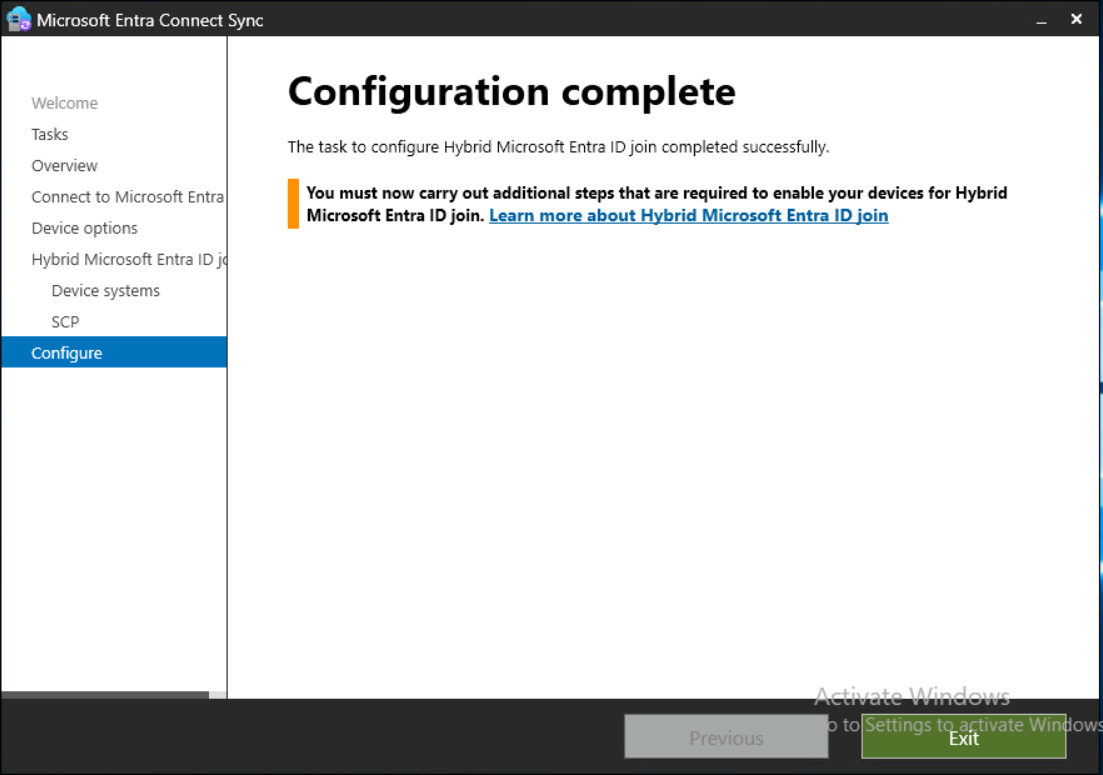 Microsoft Entra Connect Sync
Welcome
Tasks
Overview
Connect to Microsoft Entra
Device options
Hybrid Microsoft Entra ID jo
Device systems
SCP
Configure
Configuration complete
The task to configure Hybrid Microsoft Entra ID join completed successfully.
You must now carry out additional steps that are required to enable your devices for Hybrid
Microsoft Entra ID join. Learn more about Hybrid Microsoft Entra ID join
Activate Windows
Go to Settings to activate Windows
Previous
Exit